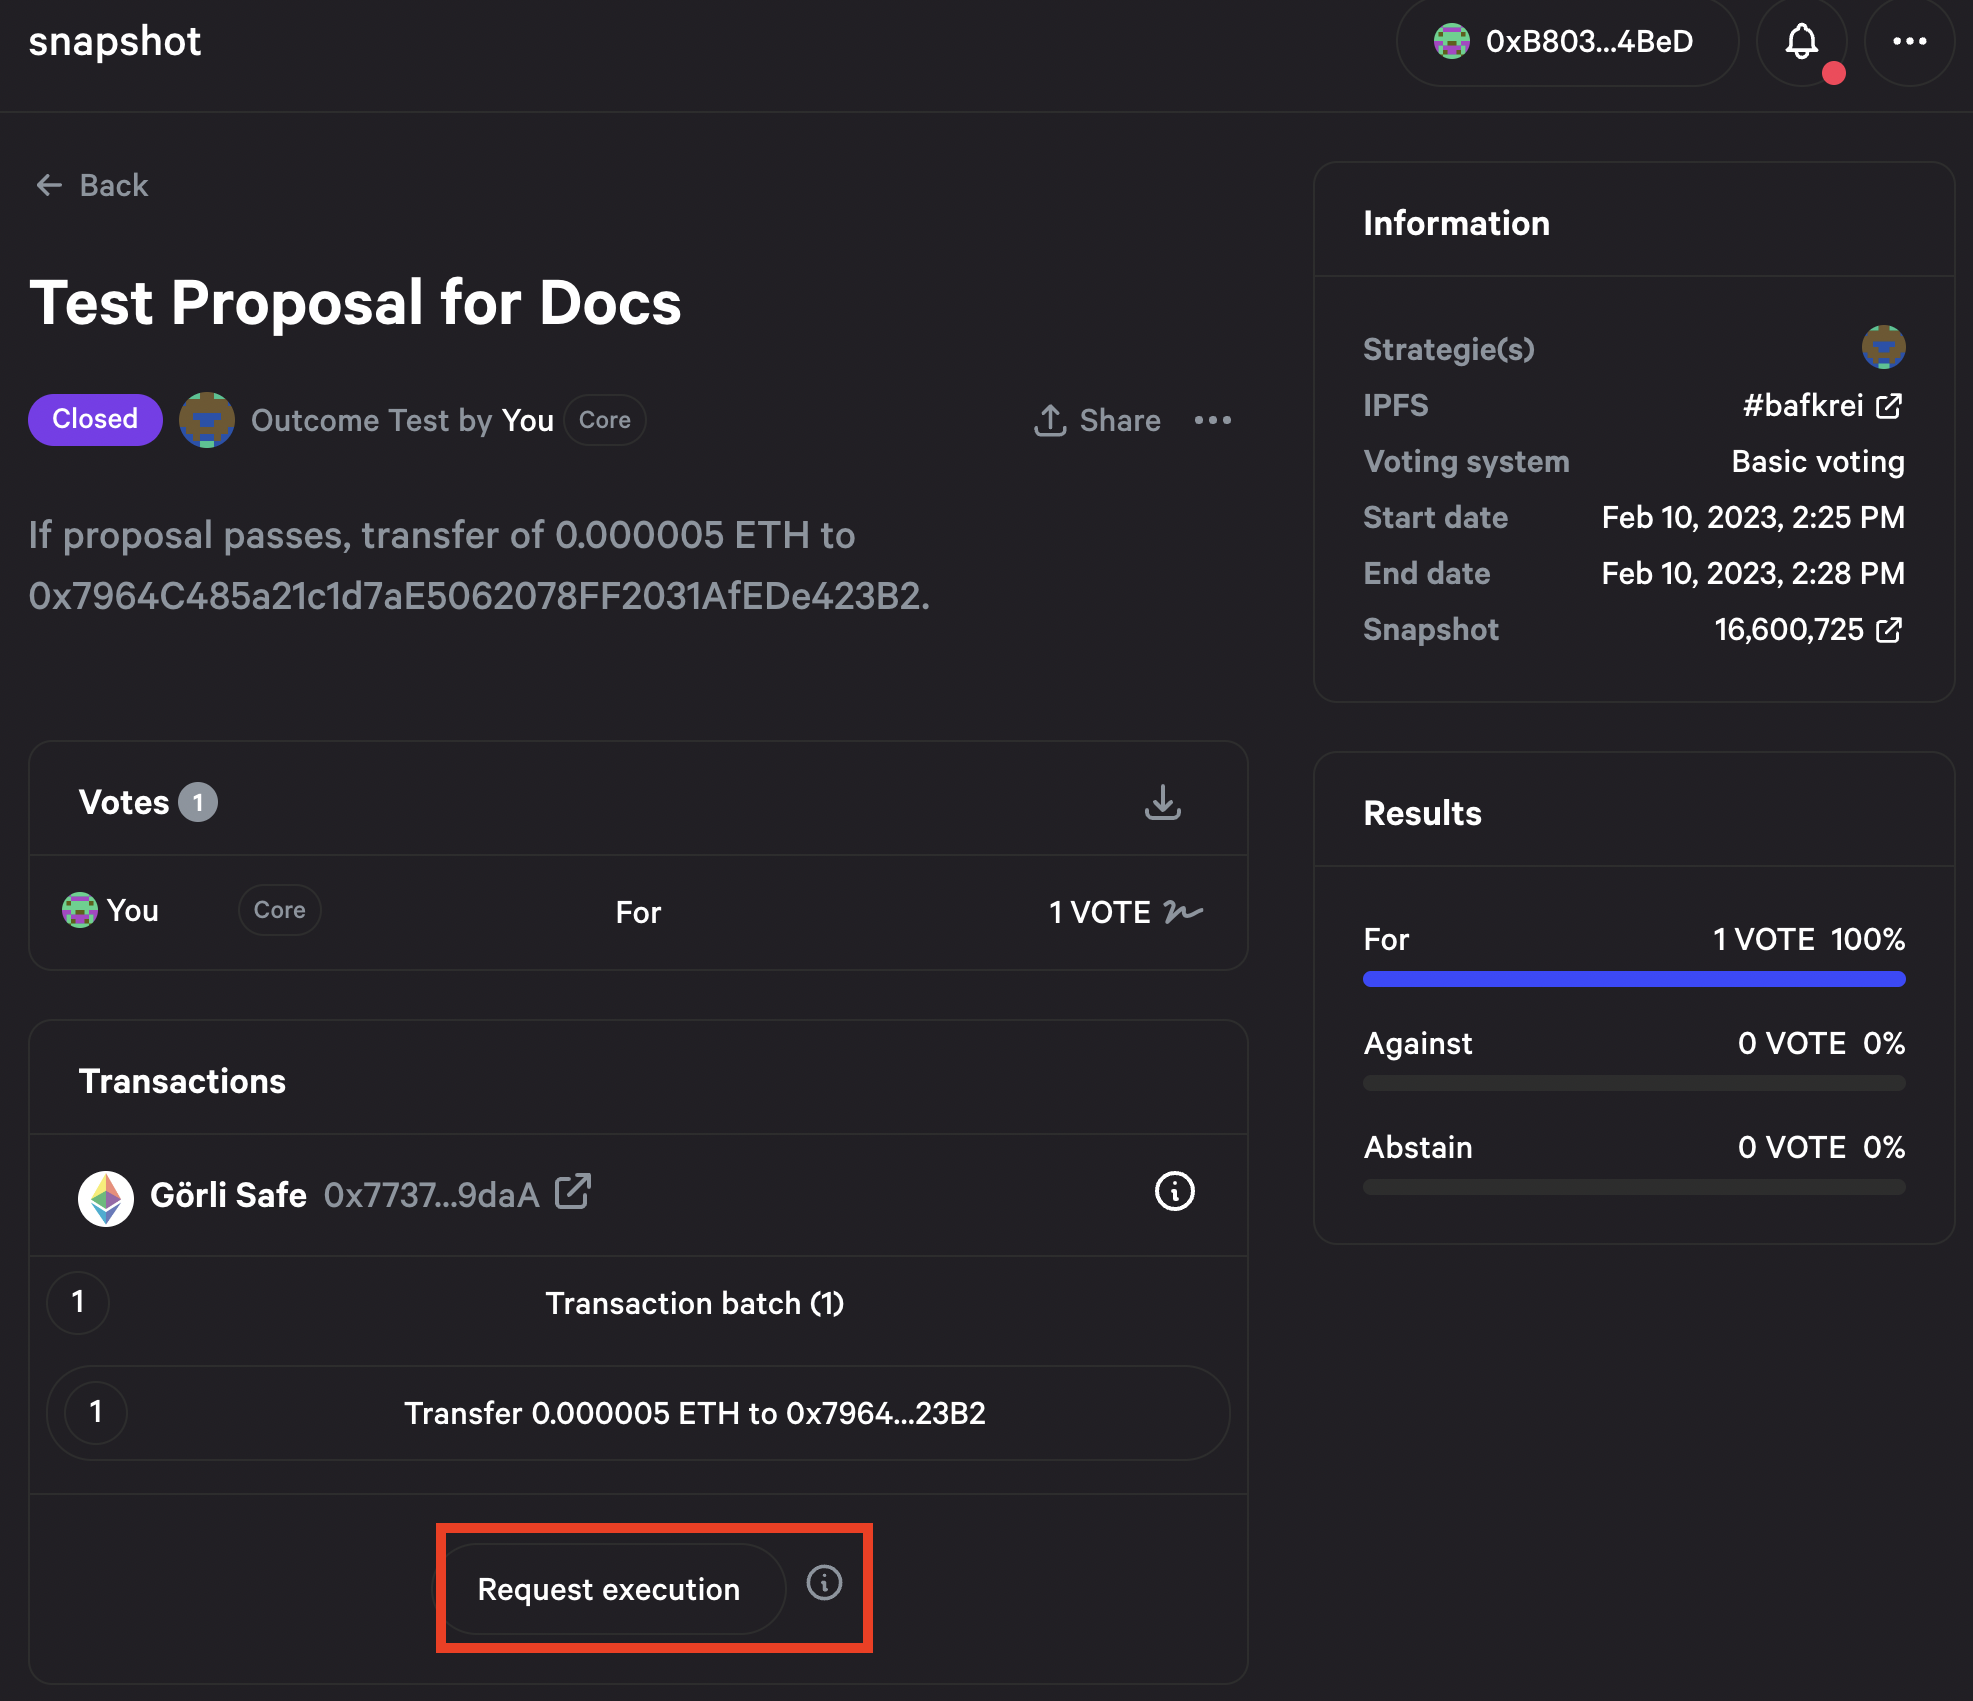 snapshot
0xB803...4BeD
Back
Test Proposal for Docs
Closed
Outcome Test by You Core
Share
If proposal passes, transfer of 0.000005 ETH to
0x7964C485a21c1d7aE5062078FF2031AfEDe423B2.
Votes 1
You Core For 1 VOTE
Transactions
Görli Safe 0x7737...9daA
1 Transaction batch (1)
1 Transfer 0.000005 ETH to 0x7964...23B2
Request execution
Information
Strategie(s)
IPFS #bafkrei
Voting system Basic voting
Start date Feb 10, 2023, 2:25 PM
End date Feb 10, 2023, 2:28 PM
Snapshot 16,600,725
Results
For 1 VOTE 100%
Against 0 VOTE 0%
Abstain 0 VOTE 0%